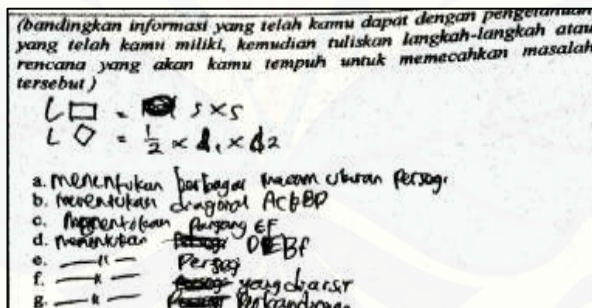 (bandingkan informasi yang telah kamu dapat dengan pengetahuan
yang telah kamu miliki, kemudian tuliskan langkah-langkah atau
rencana yang akan kamu tempuh untuk memecahkan masalah
tersebut)
L □ = s × s
L ◇ = 1/2 × d1 × d2
a. menentukan berbagai macam ukuran persegi
b. menentukan diagonal AC & BD
c. menentukan panjang EF
d. menentukan DEBF
e. — 〃 — persegi
f. — 〃 — yang diarsir
g. — 〃 — Perbandingan